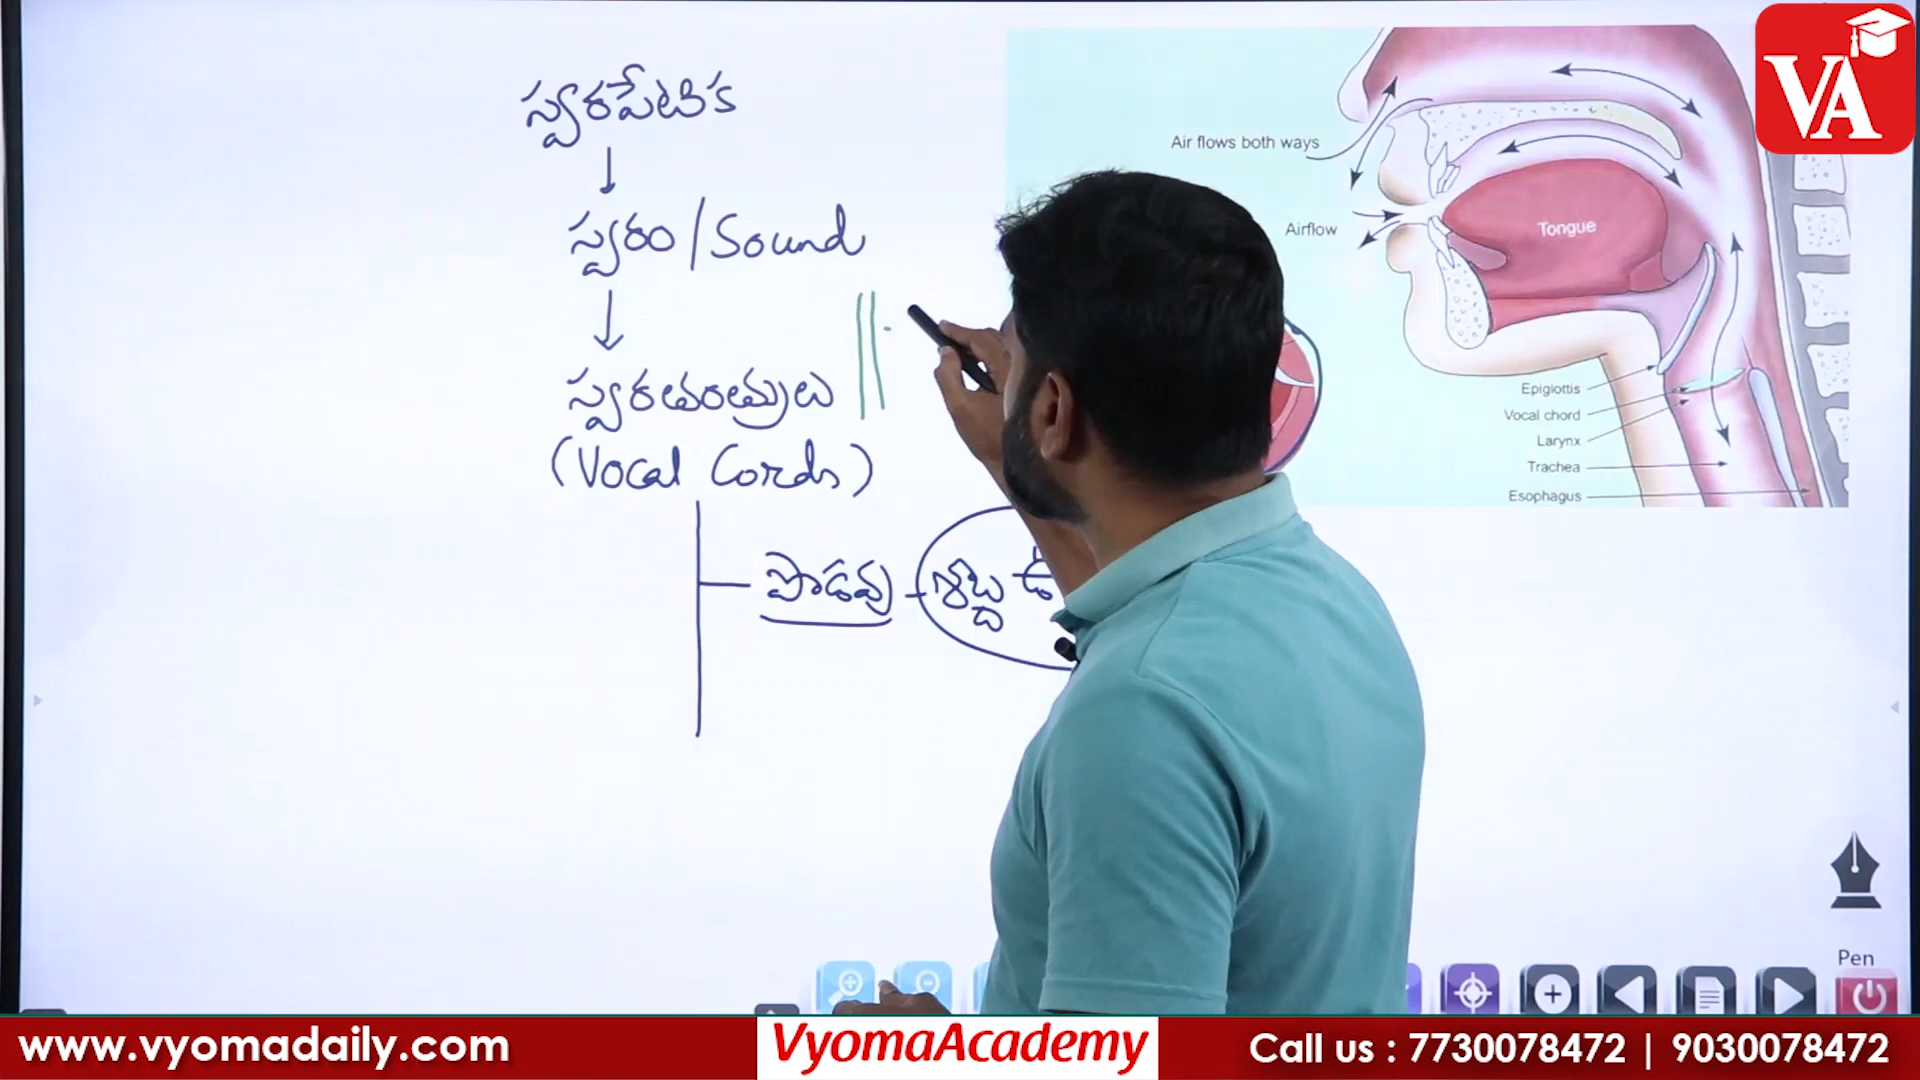 స్వరపేటిక
స్వరం / Sound
స్వరతంత్రులు
(Vocal Cords)
పొడవు - శబ్ద
Air flows both ways
Airflow
Tongue
Epiglottis
Vocal chord
Larynx
Trachea
Esophagus
VA
Pen
www.vyomadaily.com
VyomaAcademy
Call us : 7730078472 | 9030078472